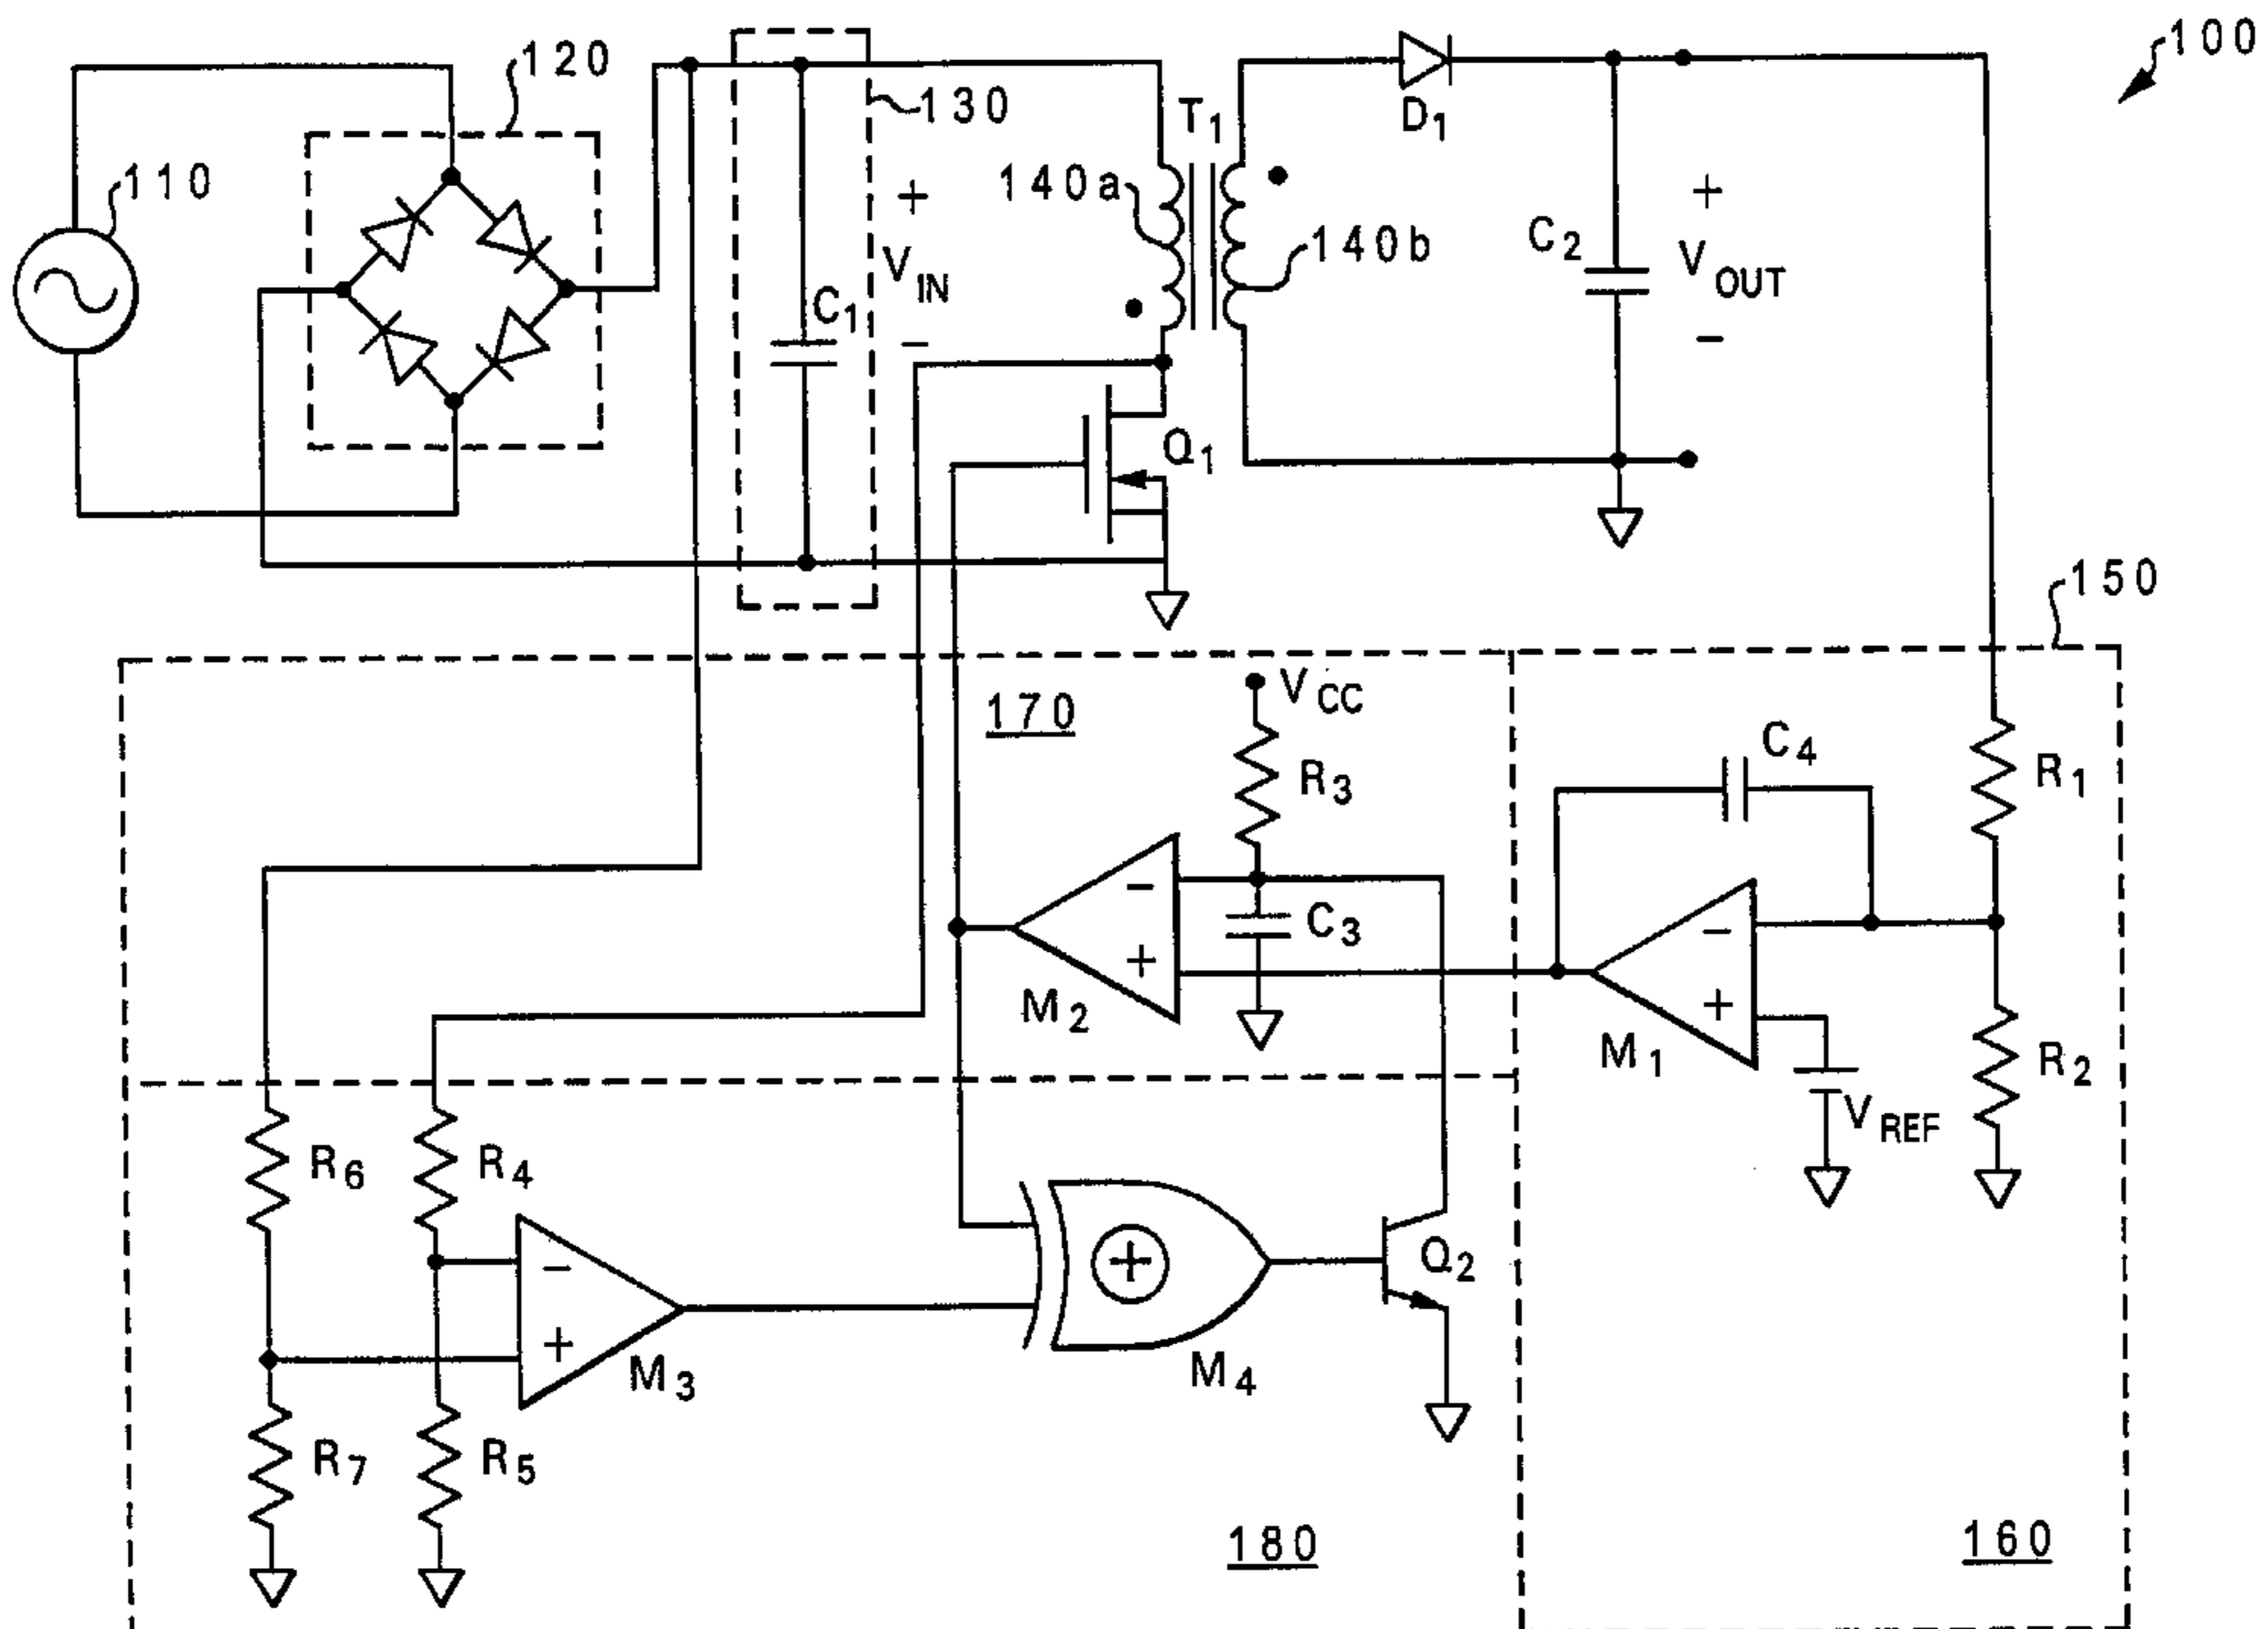 100
120
130
110
T1
D1
140a
140b
+
VIN
−
C1
C2
+
VOUT
−
Q1
150
170
VCC
R3
C4
R1
−
+
M2
C3
−
+
M1
VREF
R2
R6
R4
−
+
M3
+
M4
Q2
R7
R5
180
160